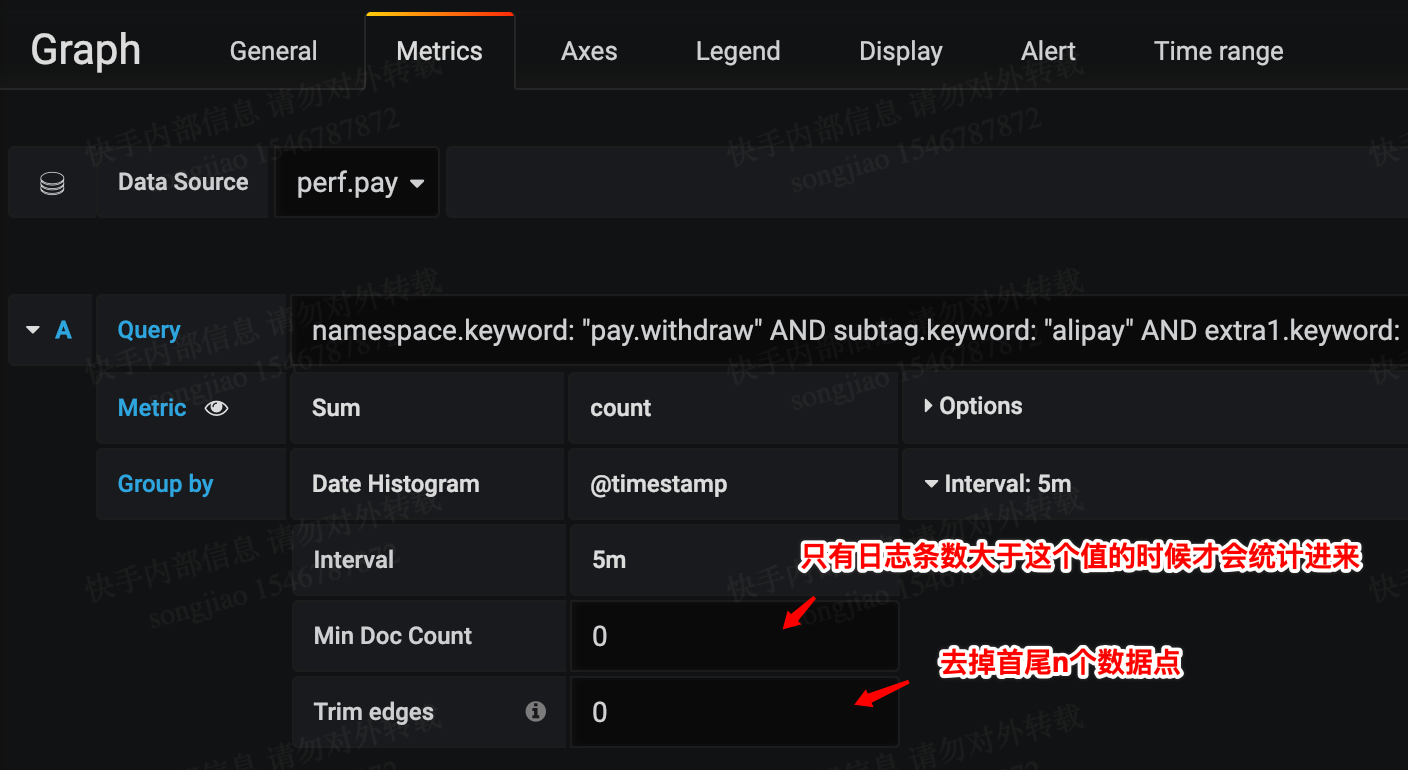 Graph General Metrics Axes Legend Display Alert Time range
快手内部信息 请勿对外转载
songjiao 1546787872
Data Source perf.pay
A Query namespace.keyword: "pay.withdraw" AND subtag.keyword: "alipay" AND extra1.keyword:
Metric Sum count Options
Group by Date Histogram @timestamp Interval: 5m
Interval 5m
只有日志条数大于这个值的时候才会统计进来
Min Doc Count 0
去掉首尾n个数据点
Trim edges 0